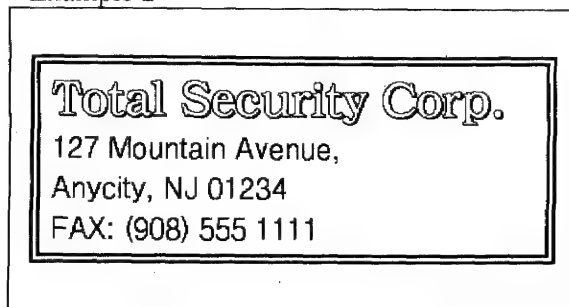 Total Security Corp.
127 Mountain Avenue,
Anycity, NJ 01234
FAX: (908) 555 1111